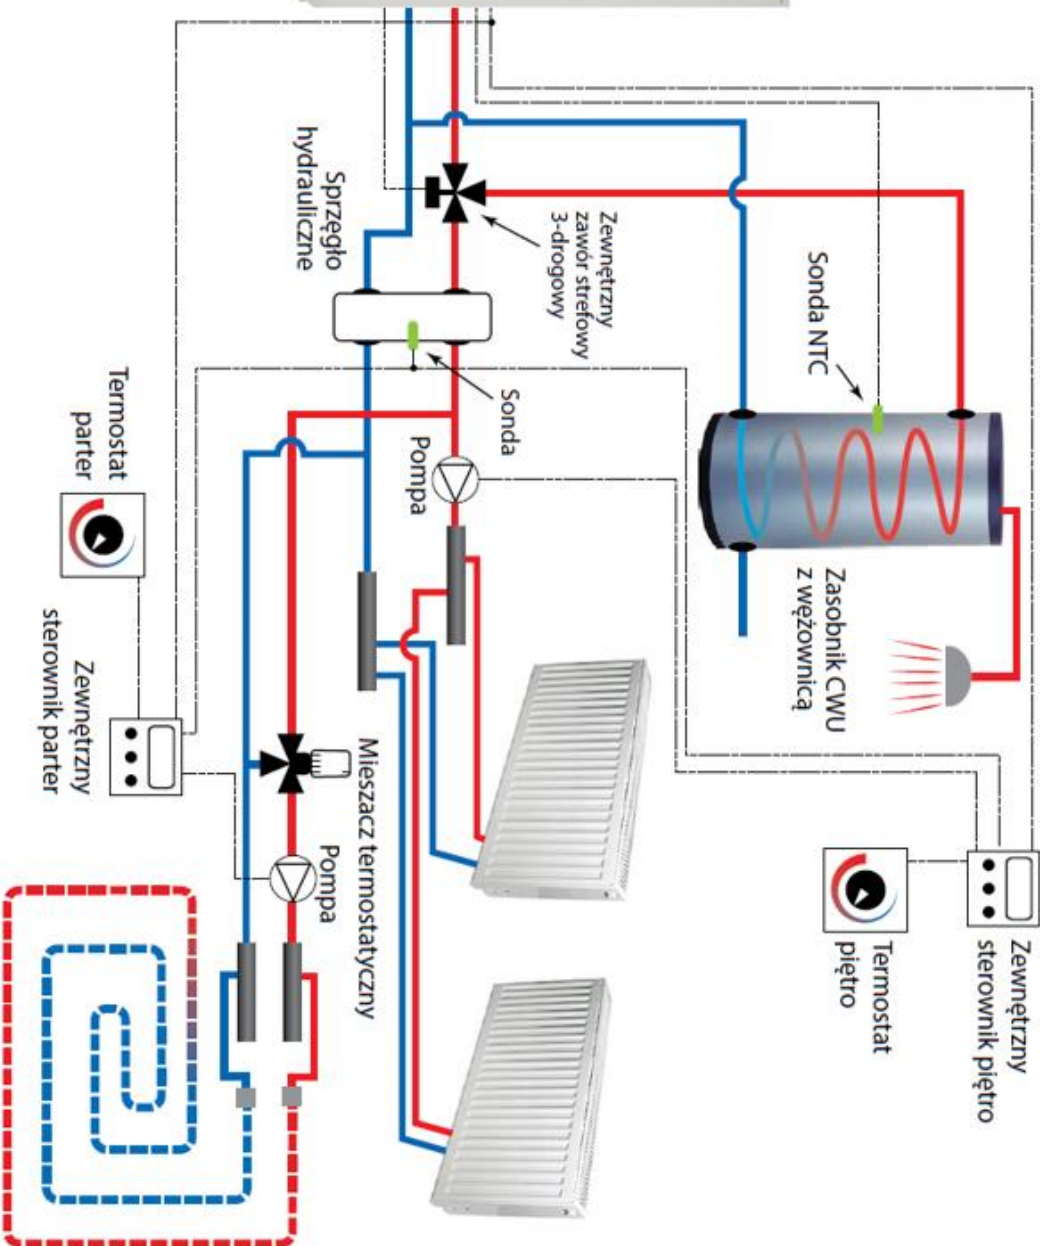 Sprzęgło
hydrauliczne
Zewnętrzny
zawór strefowy
3-drogowy
Sonda NTC
Sonda
Pompa
Termostat
parter
Zasobnik CWU
z wężownicą
Zewnętrzny
sterownik parter
Mieszacz termostatyczny
Pompa
Termostat
piętro
Zewnętrzny
sterownik piętro